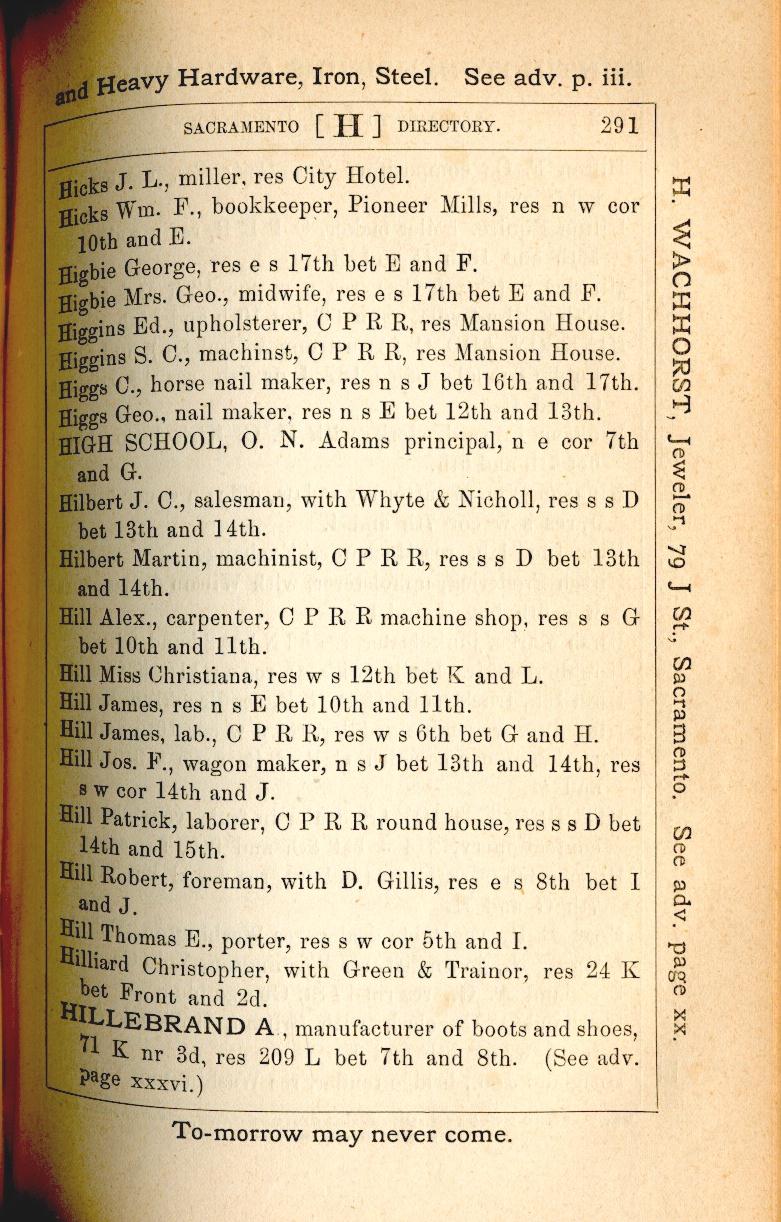 and Heavy Hardware, Iron, Steel. See adv. p. iii.
SACRAMENTO [ H ] DIRECTORY. 291
Hicks J. L., miller, res City Hotel.
Hicks Wm. F., bookkeeper, Pioneer Mills, res n w cor
10th and E.
Higbie George, res e s 17th bet E and F.
Higbie Mrs. Geo., midwife, res e s 17th bet E and F.
Higgins Ed., upholsterer, C P R R, res Mansion House.
Higgins S. C., machinst, C P R R, res Mansion House.
Higgs C., horse nail maker, res n s J bet 16th and 17th.
Higgs Geo., nail maker, res n s E bet 12th and 13th.
HIGH SCHOOL, O. N. Adams principal, n e cor 7th
and G.
Hilbert J. C., salesman, with Whyte & Nicholl, res s s D
bet 13th and 14th.
Hilbert Martin, machinist, C P R R, res s s D bet 13th
and 14th.
Hill Alex., carpenter, C P R R machine shop, res s s G
bet 10th and 11th.
Hill Miss Christiana, res w s 12th bet K and L.
Hill James, res n s E bet 10th and 11th.
Hill James, lab., C P R R, res w s 6th bet G and H.
Hill Jos. F., wagon maker, n s J bet 13th and 14th, res
s w cor 14th and J.
Hill Patrick, laborer, C P R R round house, res s s D bet
14th and 15th.
Hill Robert, foreman, with D. Gillis, res e s 8th bet I
and J.
Hill Thomas E., porter, res s w cor 5th and I.
Hilliard Christopher, with Green & Trainor, res 24 K
bet Front and 2d.
HILLEBRAND A., manufacturer of boots and shoes,
71 K nr 3d, res 209 L bet 7th and 8th. (See adv.
page xxxvi.)
To-morrow may never come.
H. WACHHORST, Jeweler, 79 J St., Sacramento. See adv. page xx.